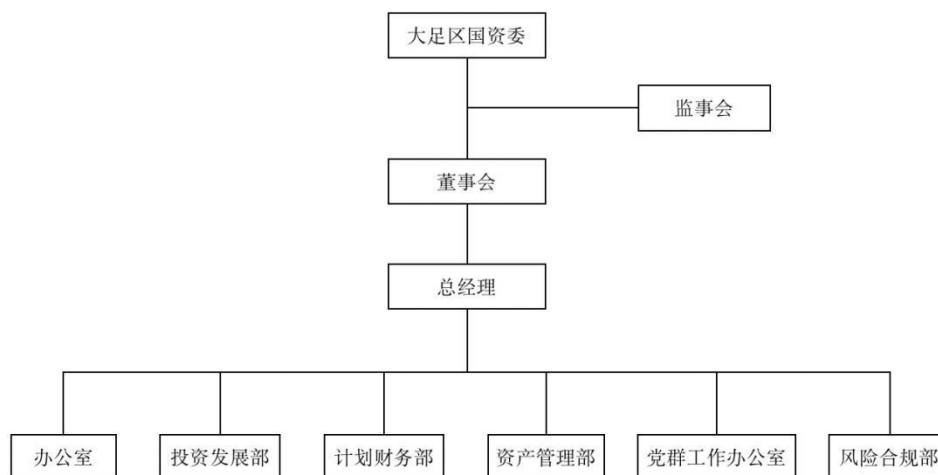 大足区国资委
监事会
董事会
总经理
办公室
投资发展部
计划财务部
资产管理部
党群工作办公室
风险合规部